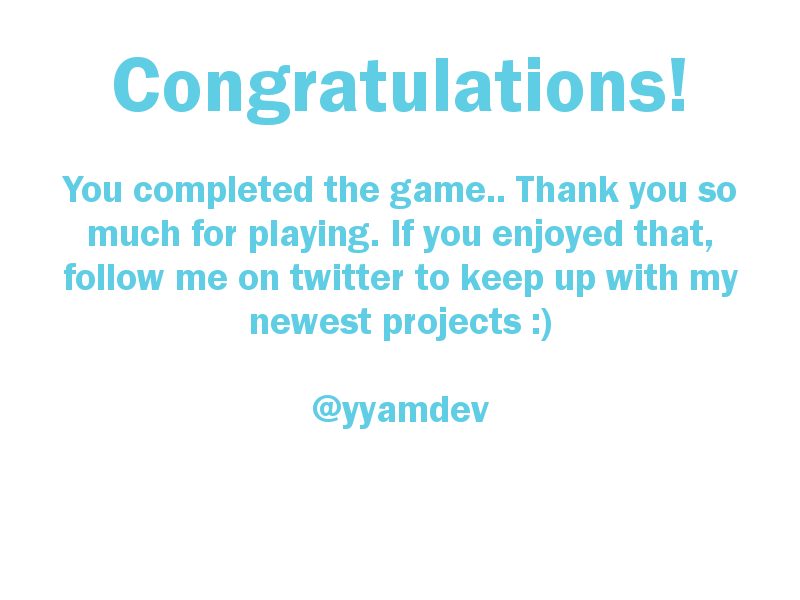 Congratulations!
You completed the game.. Thank you so
much for playing. If you enjoyed that,
follow me on twitter to keep up with my
newest projects :)
@yyamdev